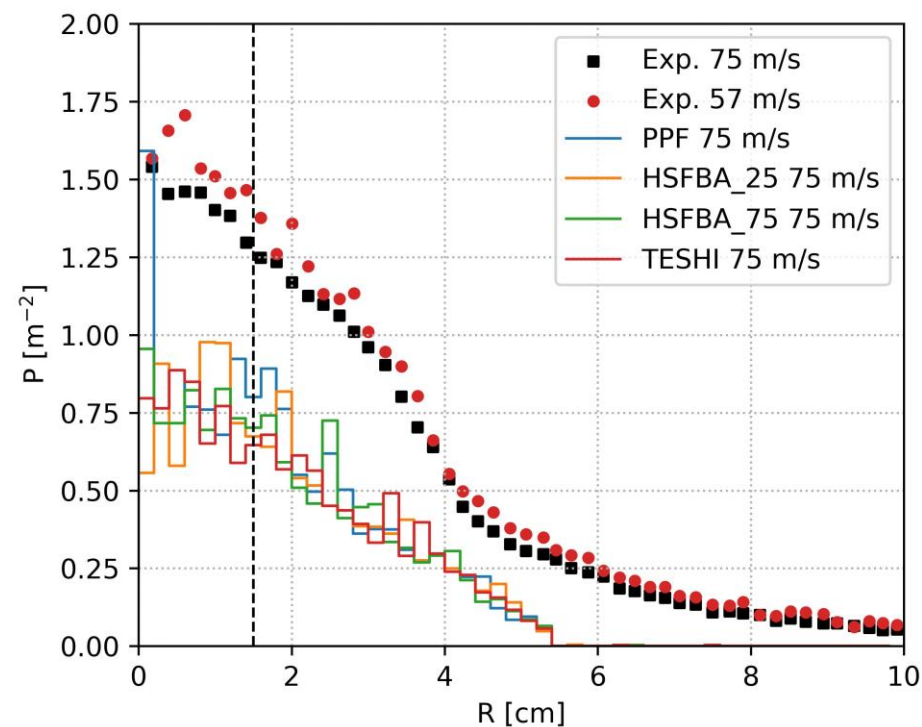 2.00
1.75
1.50
1.25
1.00
0.75
0.50
0.25
0.00
P [m⁻²]
0
2
4
6
8
10
R [cm]
Exp. 75 m/s
Exp. 57 m/s
PPF 75 m/s
HSFBA_25 75 m/s
HSFBA_75 75 m/s
TESHI 75 m/s